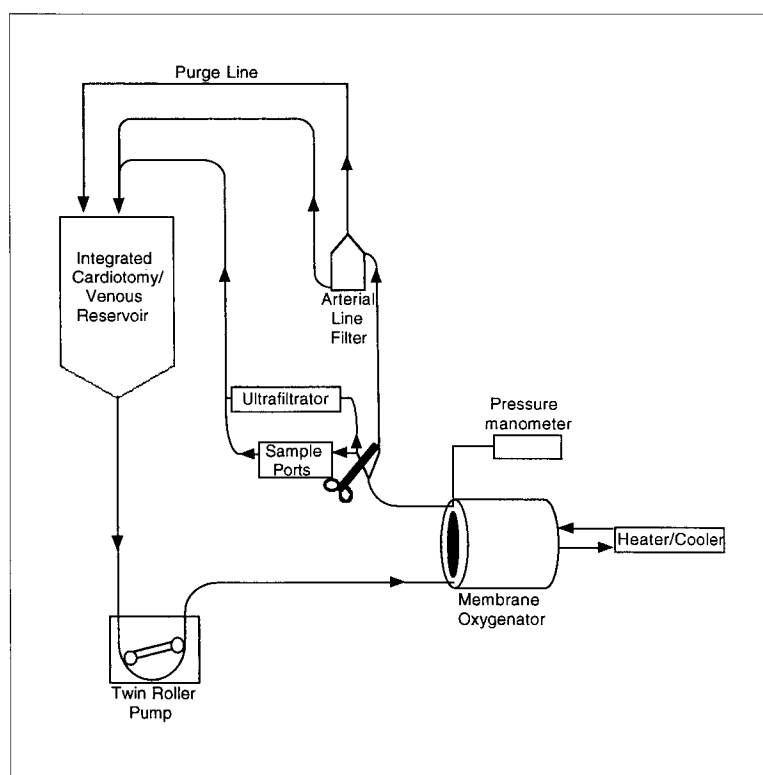 Purge Line
Integrated
Cardiotomy/
Venous
Reservoir
Arterial
Line
Filter
Ultrafiltrator
Sample
Ports
Pressure
manometer
Heater/Cooler
Membrane
Oxygenator
Twin Roller
Pump